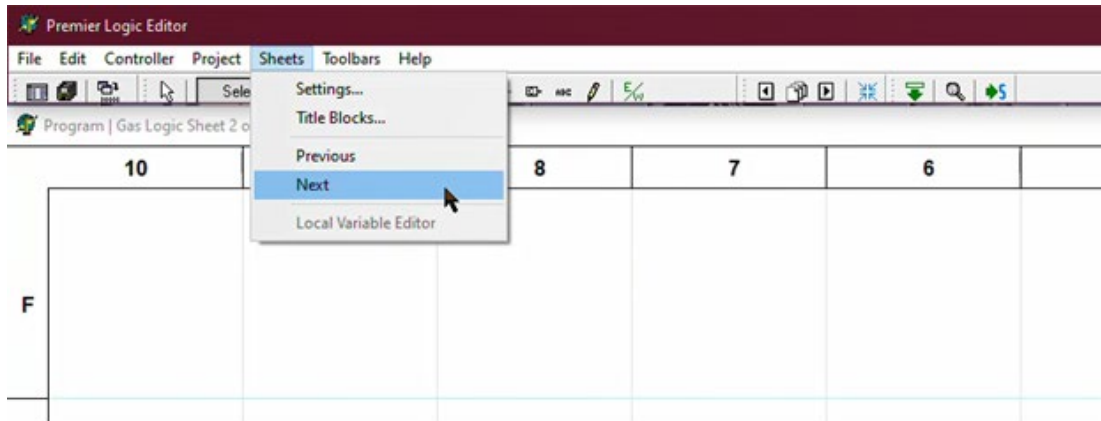 Premier Logic Editor
File Edit Controller Project Sheets Toolbars Help
Sele
ABC
S
Settings...
Title Blocks...
Previous
Next
Local Variable Editor
Program | Gas Logic Sheet 2 o
10 8 7 6
F